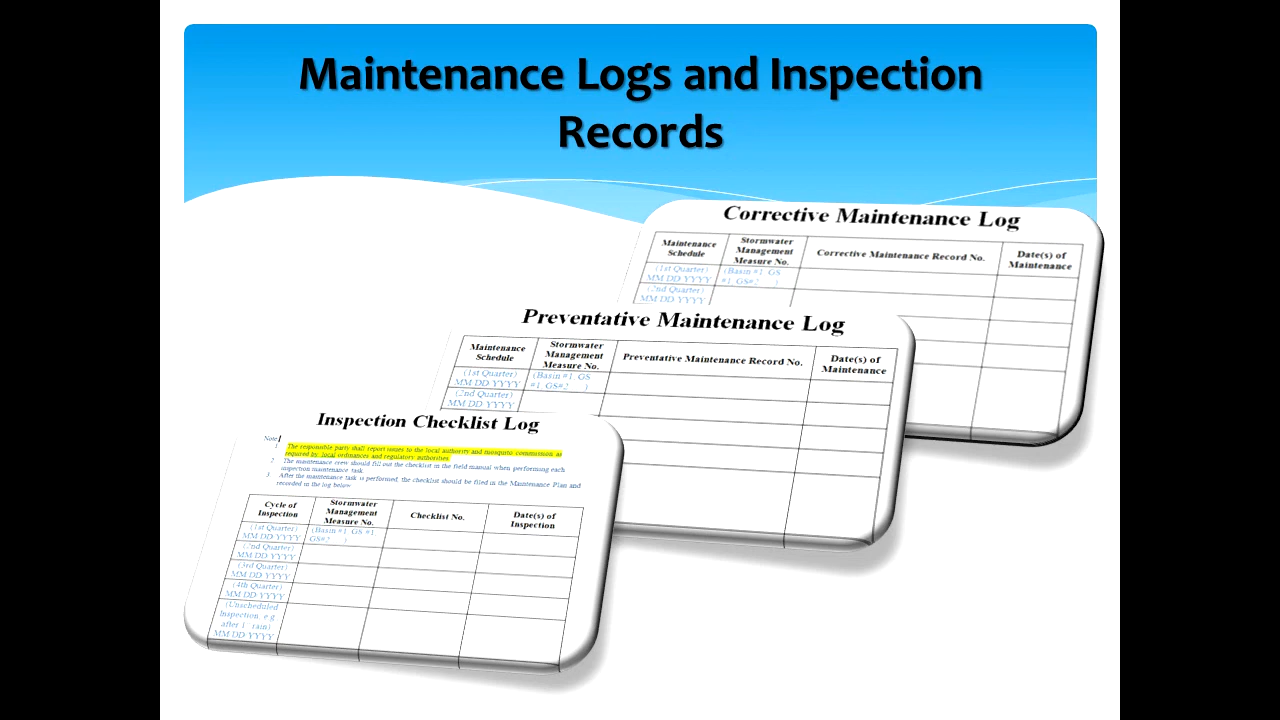 Maintenance Logs and Inspection
Records
Corrective Maintenance Log
Maintenance
Schedule
Stormwater
Management
Measure No.
Corrective Maintenance Record No.
Date(s) of
Maintenance
(1st Quarter)
MM DD YYYY
(Basin #1 GS
#1 GS#2 )
(2nd Quarter)
MM DD YYYY
Preventative Maintenance Log
Maintenance
Schedule
Stormwater
Management
Measure No.
Preventative Maintenance Record No.
Date(s) of
Maintenance
(1st Quarter)
MM DD YYYY
(Basin #1 GS
#1 GS#2 )
(2nd Quarter)
MM DD YYYY
Inspection Checklist Log
Note
1. The responsible party shall report issues to the local authority and mosquito commission as
required by local ordinances and regulatory authorities.
2. The maintenance crew should fill out the checklist in the field manual when performing each
inspection maintenance task
3. After the maintenance task is performed, the checklist should be filed in the Maintenance Plan and
recorded in the log below
Cycle of
Inspection
Stormwater
Management
Measure No.
Checklist No.
Date(s) of
Inspection
(1st Quarter)
MM DD YYYY
(Basin #1 GS #1
GS#2 )
(2nd Quarter)
MM DD YYYY
(3rd Quarter)
MM DD YYYY
(4th Quarter)
MM DD YYYY
(Unscheduled
Inspection e.g
after 1" rain)
MM DD YYYY